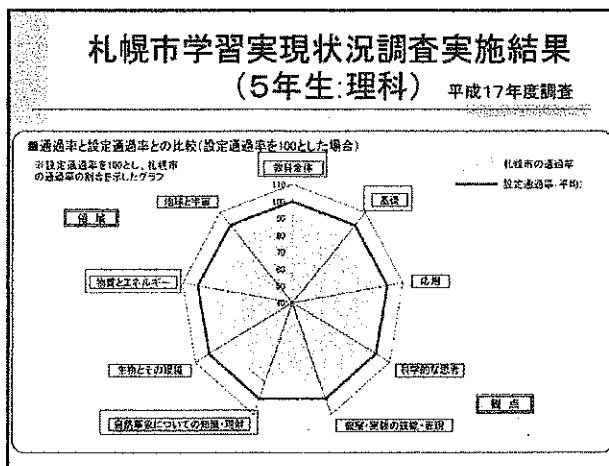 札幌市学習実現状況調査実施結果
(5年生:理科) 平成17年度調査
■通過率と設定通過率との比較(設定通過率を100とした場合)
※設定通過率を100とし、札幌市
の通過率の割合を示したグラフ
札幌市の通過率
設定通過率・平均
教科全体
110
100
90
80
70
60
50
40
基礎
応用
科学的な思考
観点
観察・実験の技能・表現
自然事象についての知識・理解
生物とその環境
物質とエネルギー
地球と宇宙
領域